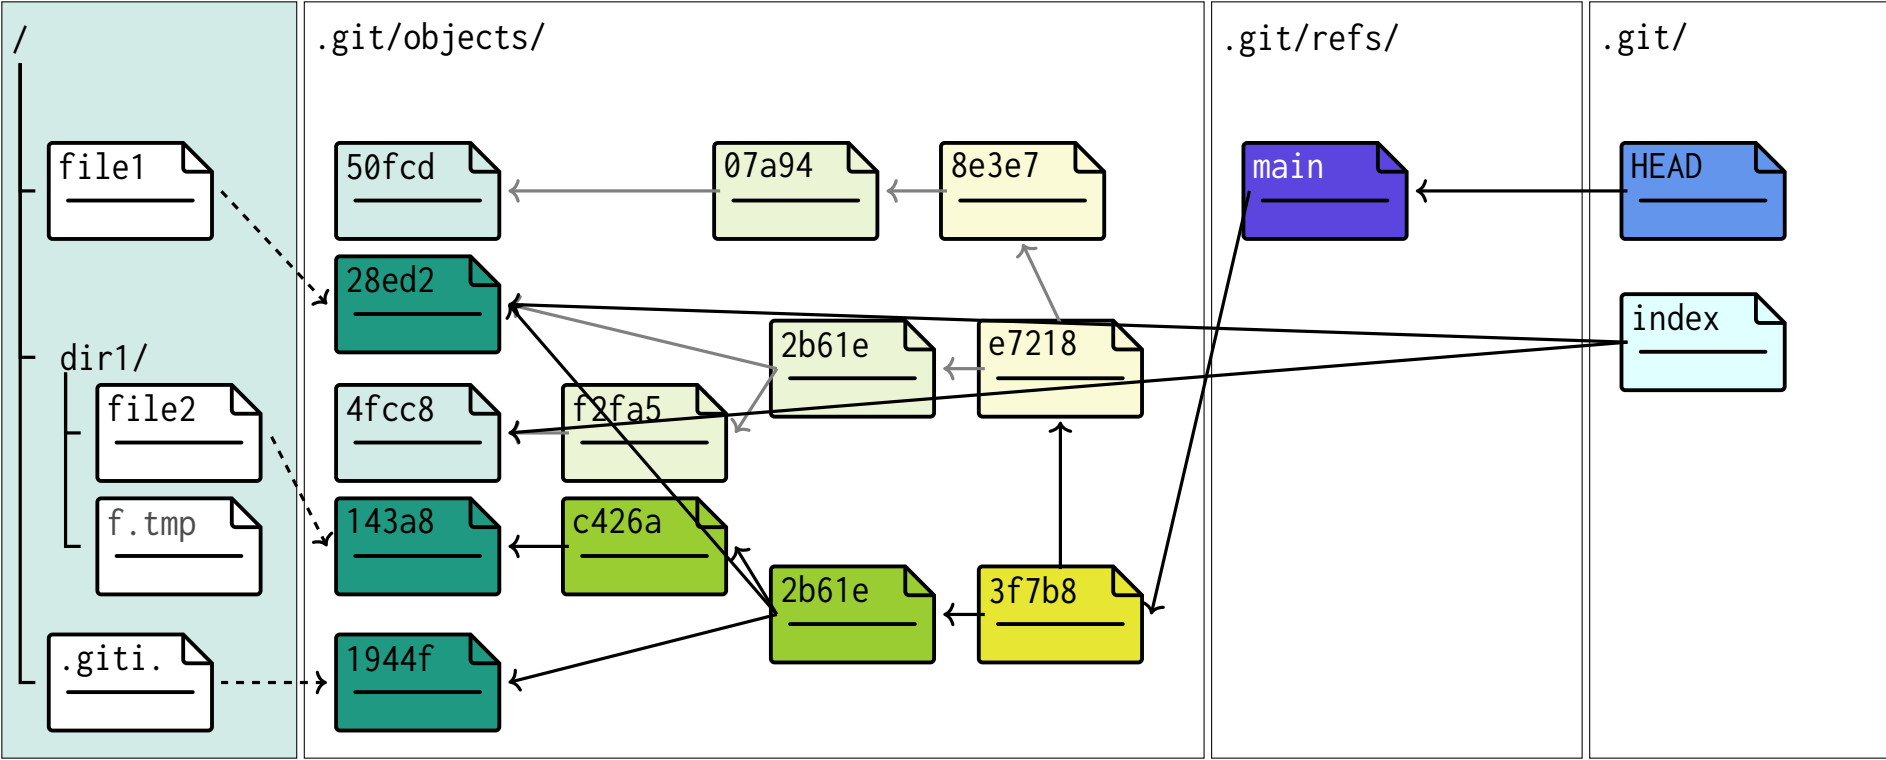 /
.git/objects/
.git/refs/
.git/
file1
50fcd
07a94
8e3e7
main
HEAD
28ed2
index
dir1/
2b61e
e7218
file2
4fcc8
f2fa5
f.tmp
143a8
c426a
2b61e
3f7b8
.giti.
1944f